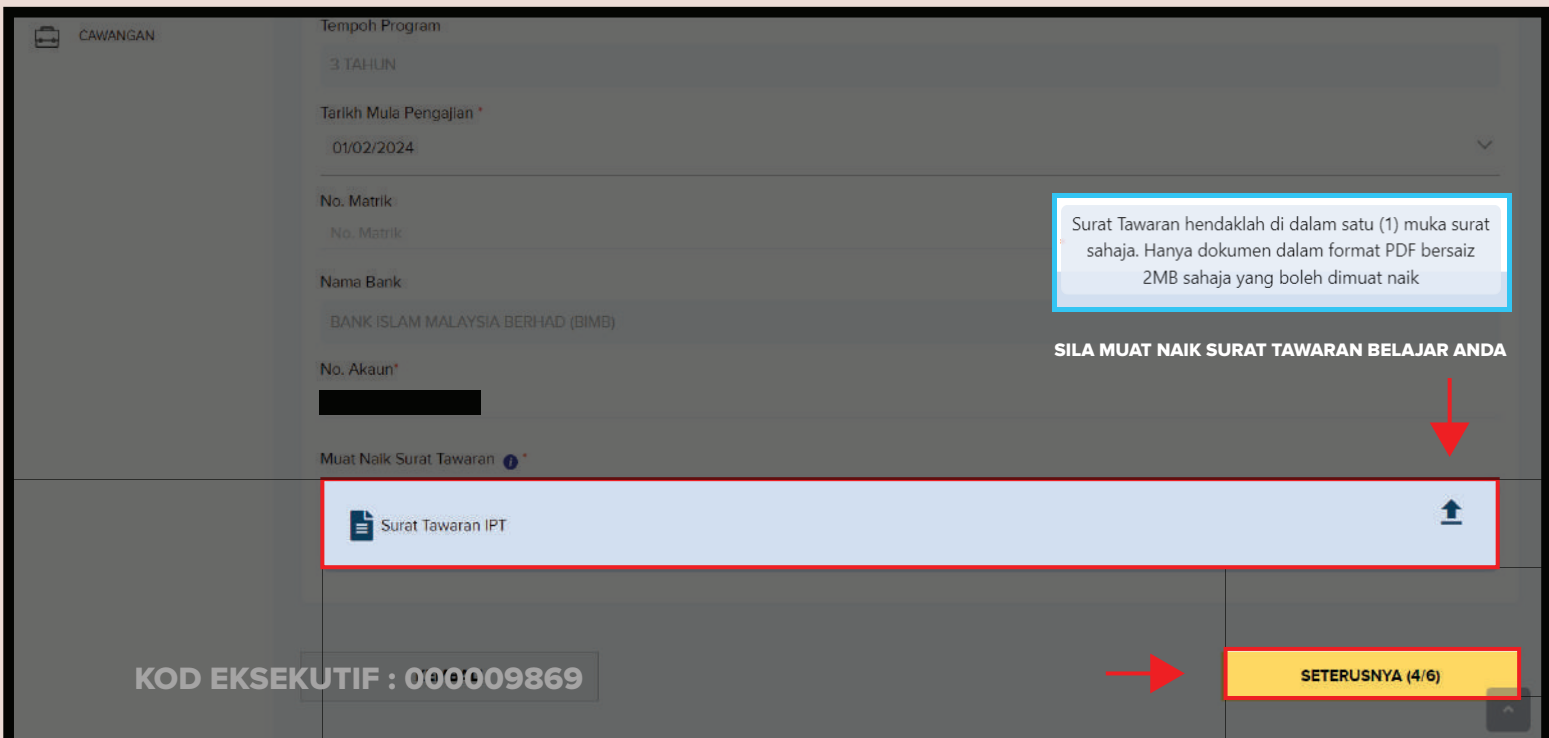 CAWANGAN
Tempoh Program
3 TAHUN
Tarikh Mula Pengajian *
01/02/2024
No. Matrik
No. Matrik
Nama Bank
BANK ISLAM MALAYSIA BERHAD (BIMB)
No. Akaun*
Surat Tawaran hendaklah di dalam satu (1) muka surat
sahaja. Hanya dokumen dalam format PDF bersaiz
2MB sahaja yang boleh dimuat naik
SILA MUAT NAIK SURAT TAWARAN BELAJAR ANDA
Muat Naik Surat Tawaran i *
Surat Tawaran IPT
KOD EKSEKUTIF : 000009869
SETERUSNYA (4/6)